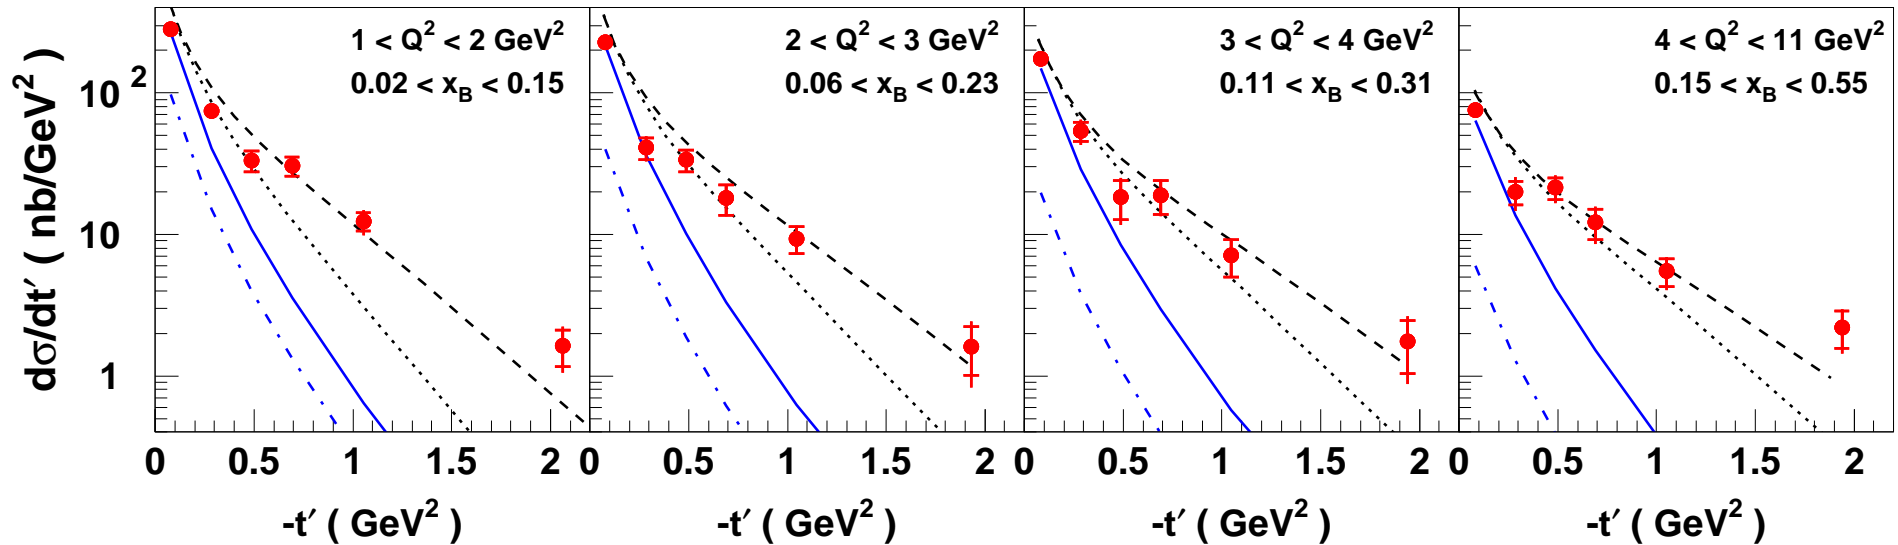 dσ/dt′ ( nb/GeV²)
10²
10
1
1 < Q² < 2 GeV²
0.02 < x_B < 0.15
2 < Q² < 3 GeV²
0.06 < x_B < 0.23
3 < Q² < 4 GeV²
0.11 < x_B < 0.31
4 < Q² < 11 GeV²
0.15 < x_B < 0.55
0 0.5 1 1.5 2 0 0.5 1 1.5 2 0 0.5 1 1.5 2 0 0.5 1 1.5 2
-t′ ( GeV²) -t′ ( GeV²) -t′ ( GeV²) -t′ ( GeV²)